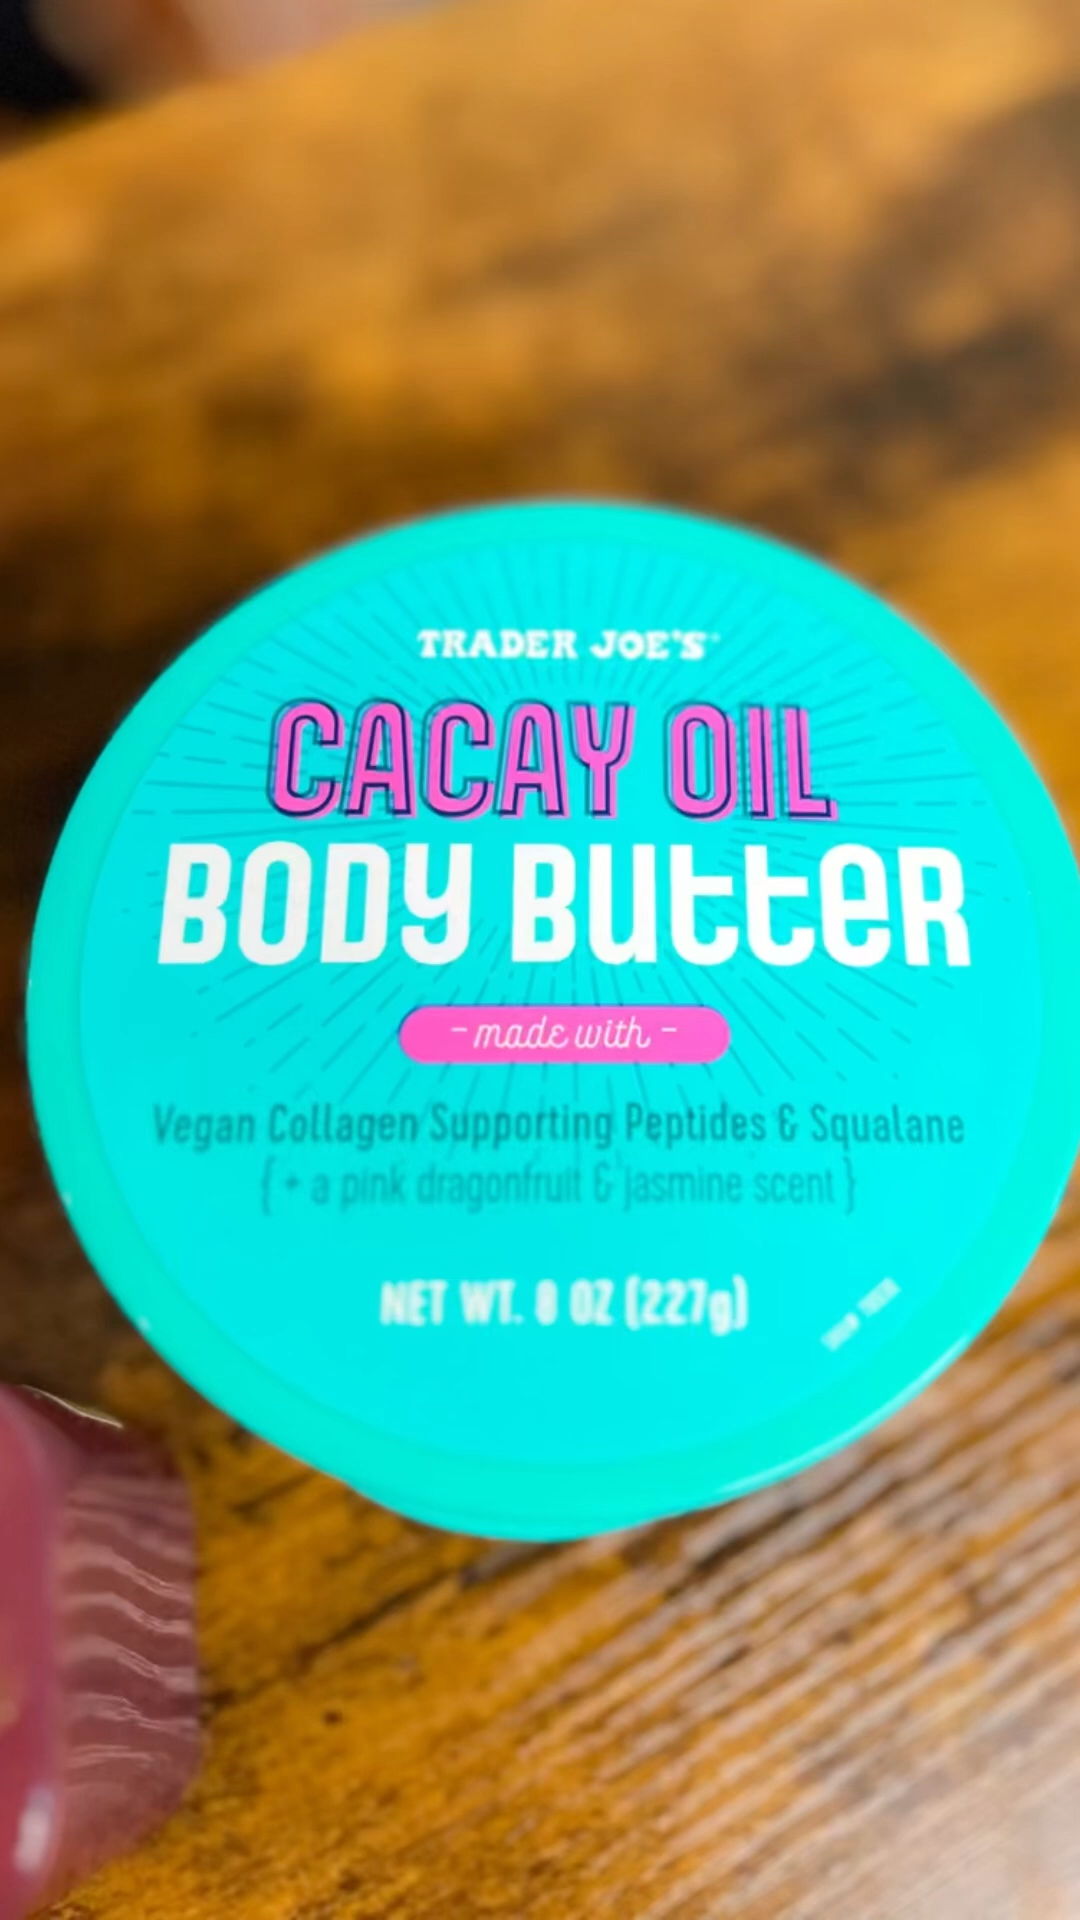 TRADER JOE'S
CACAY OIL
BODY Butter
- made with -
Vegan Collagen Supporting Peptides & Squalane
{ + a pink dragonfruit & jasmine scent }
NET WT. 8 OZ (227g)